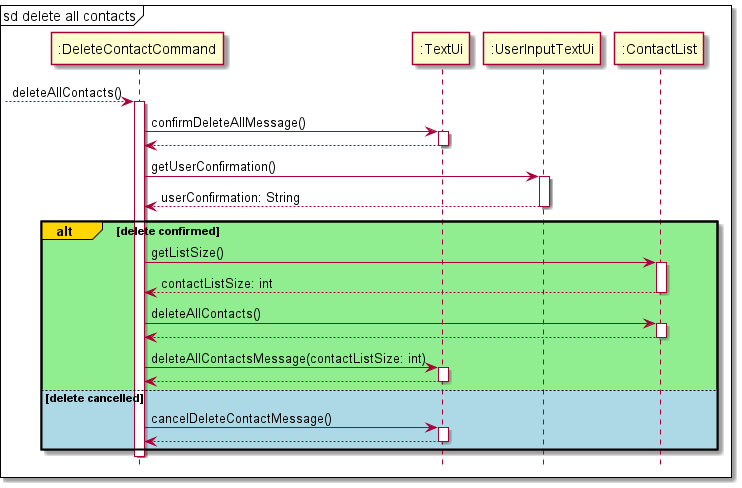 sd delete all contacts
:DeleteContactCommand
:TextUi
:UserInputTextUi
:ContactList
deleteAllContacts()
confirmDeleteAllMessage()
getUserConfirmation()
userConfirmation: String
alt
[delete confirmed]
getListSize()
contactListSize: int
deleteAllContacts()
deleteAllContactsMessage(contactListSize: int)
[delete cancelled]
cancelDeleteContactMessage()